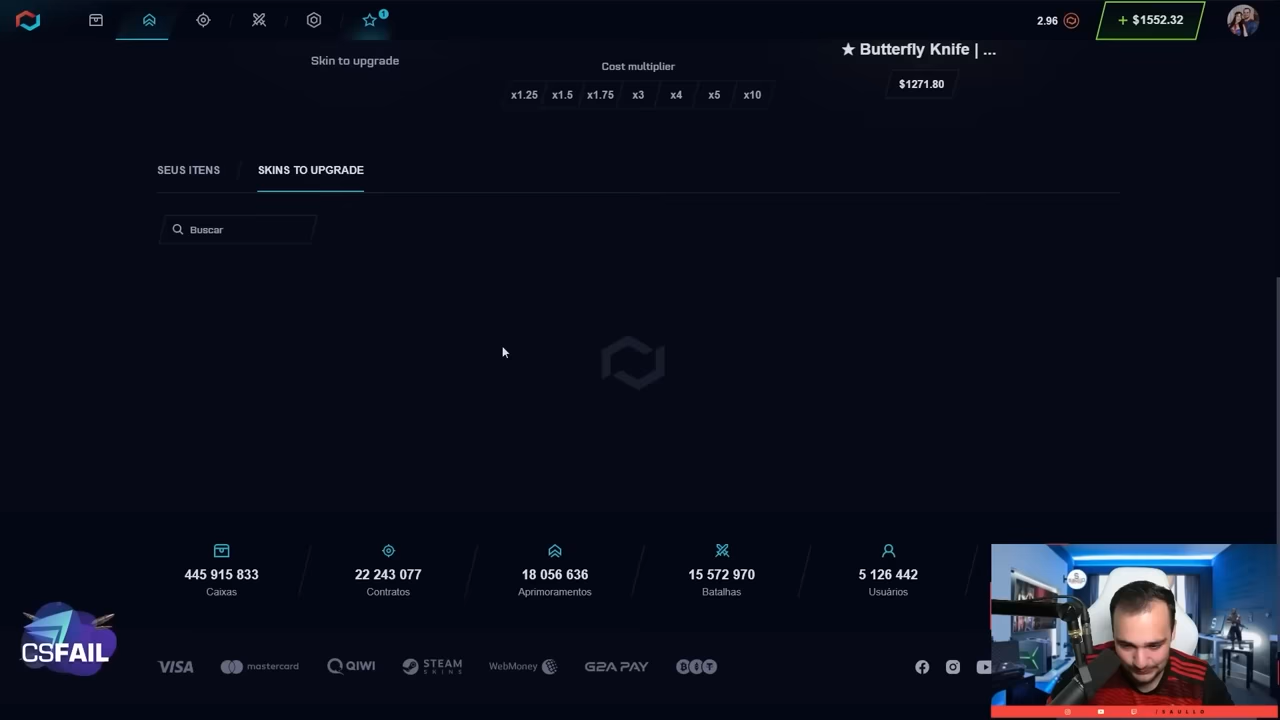 2.96
+ $1552.32
1
★ Butterfly Knife | ...
Skin to upgrade
Cost multiplier
$1271.80
x1.25 x1.5 x1.75 x3 x4 x5 x10
SEUS ITENS
SKINS TO UPGRADE
Buscar
445 915 833
22 243 077
18 056 636
15 572 970
5 126 442
Caixas
Contratos
Aprimoramentos
Batalhas
Usuários
CSFAIL
VISA
mastercard
QIWI
STEAM
SKINS
WebMoney
G2A PAY
/SAULLO